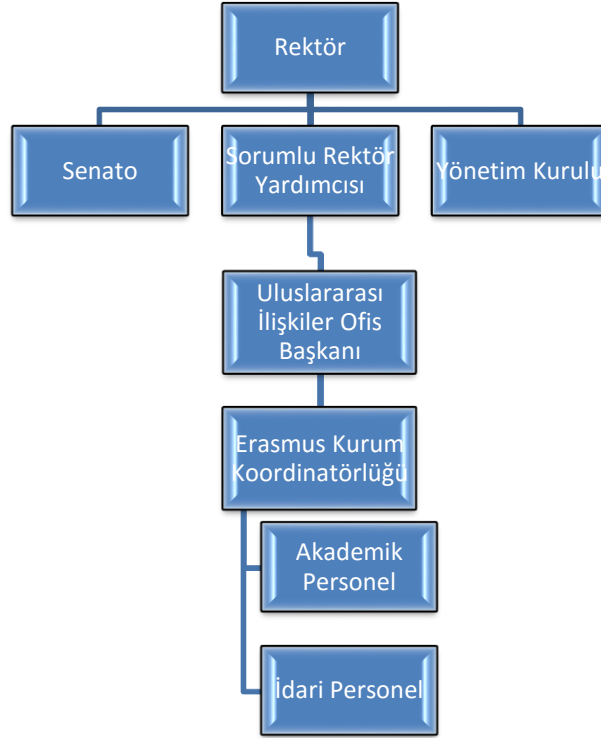 Rektör
Senato
Sorumlu Rektör
Yardımcısı
Yönetim Kurulu
Uluslararası
İlişkiler Ofis
Başkanı
Erasmus Kurum
Koordinatörlüğü
Akademik
Personel
İdari Personel